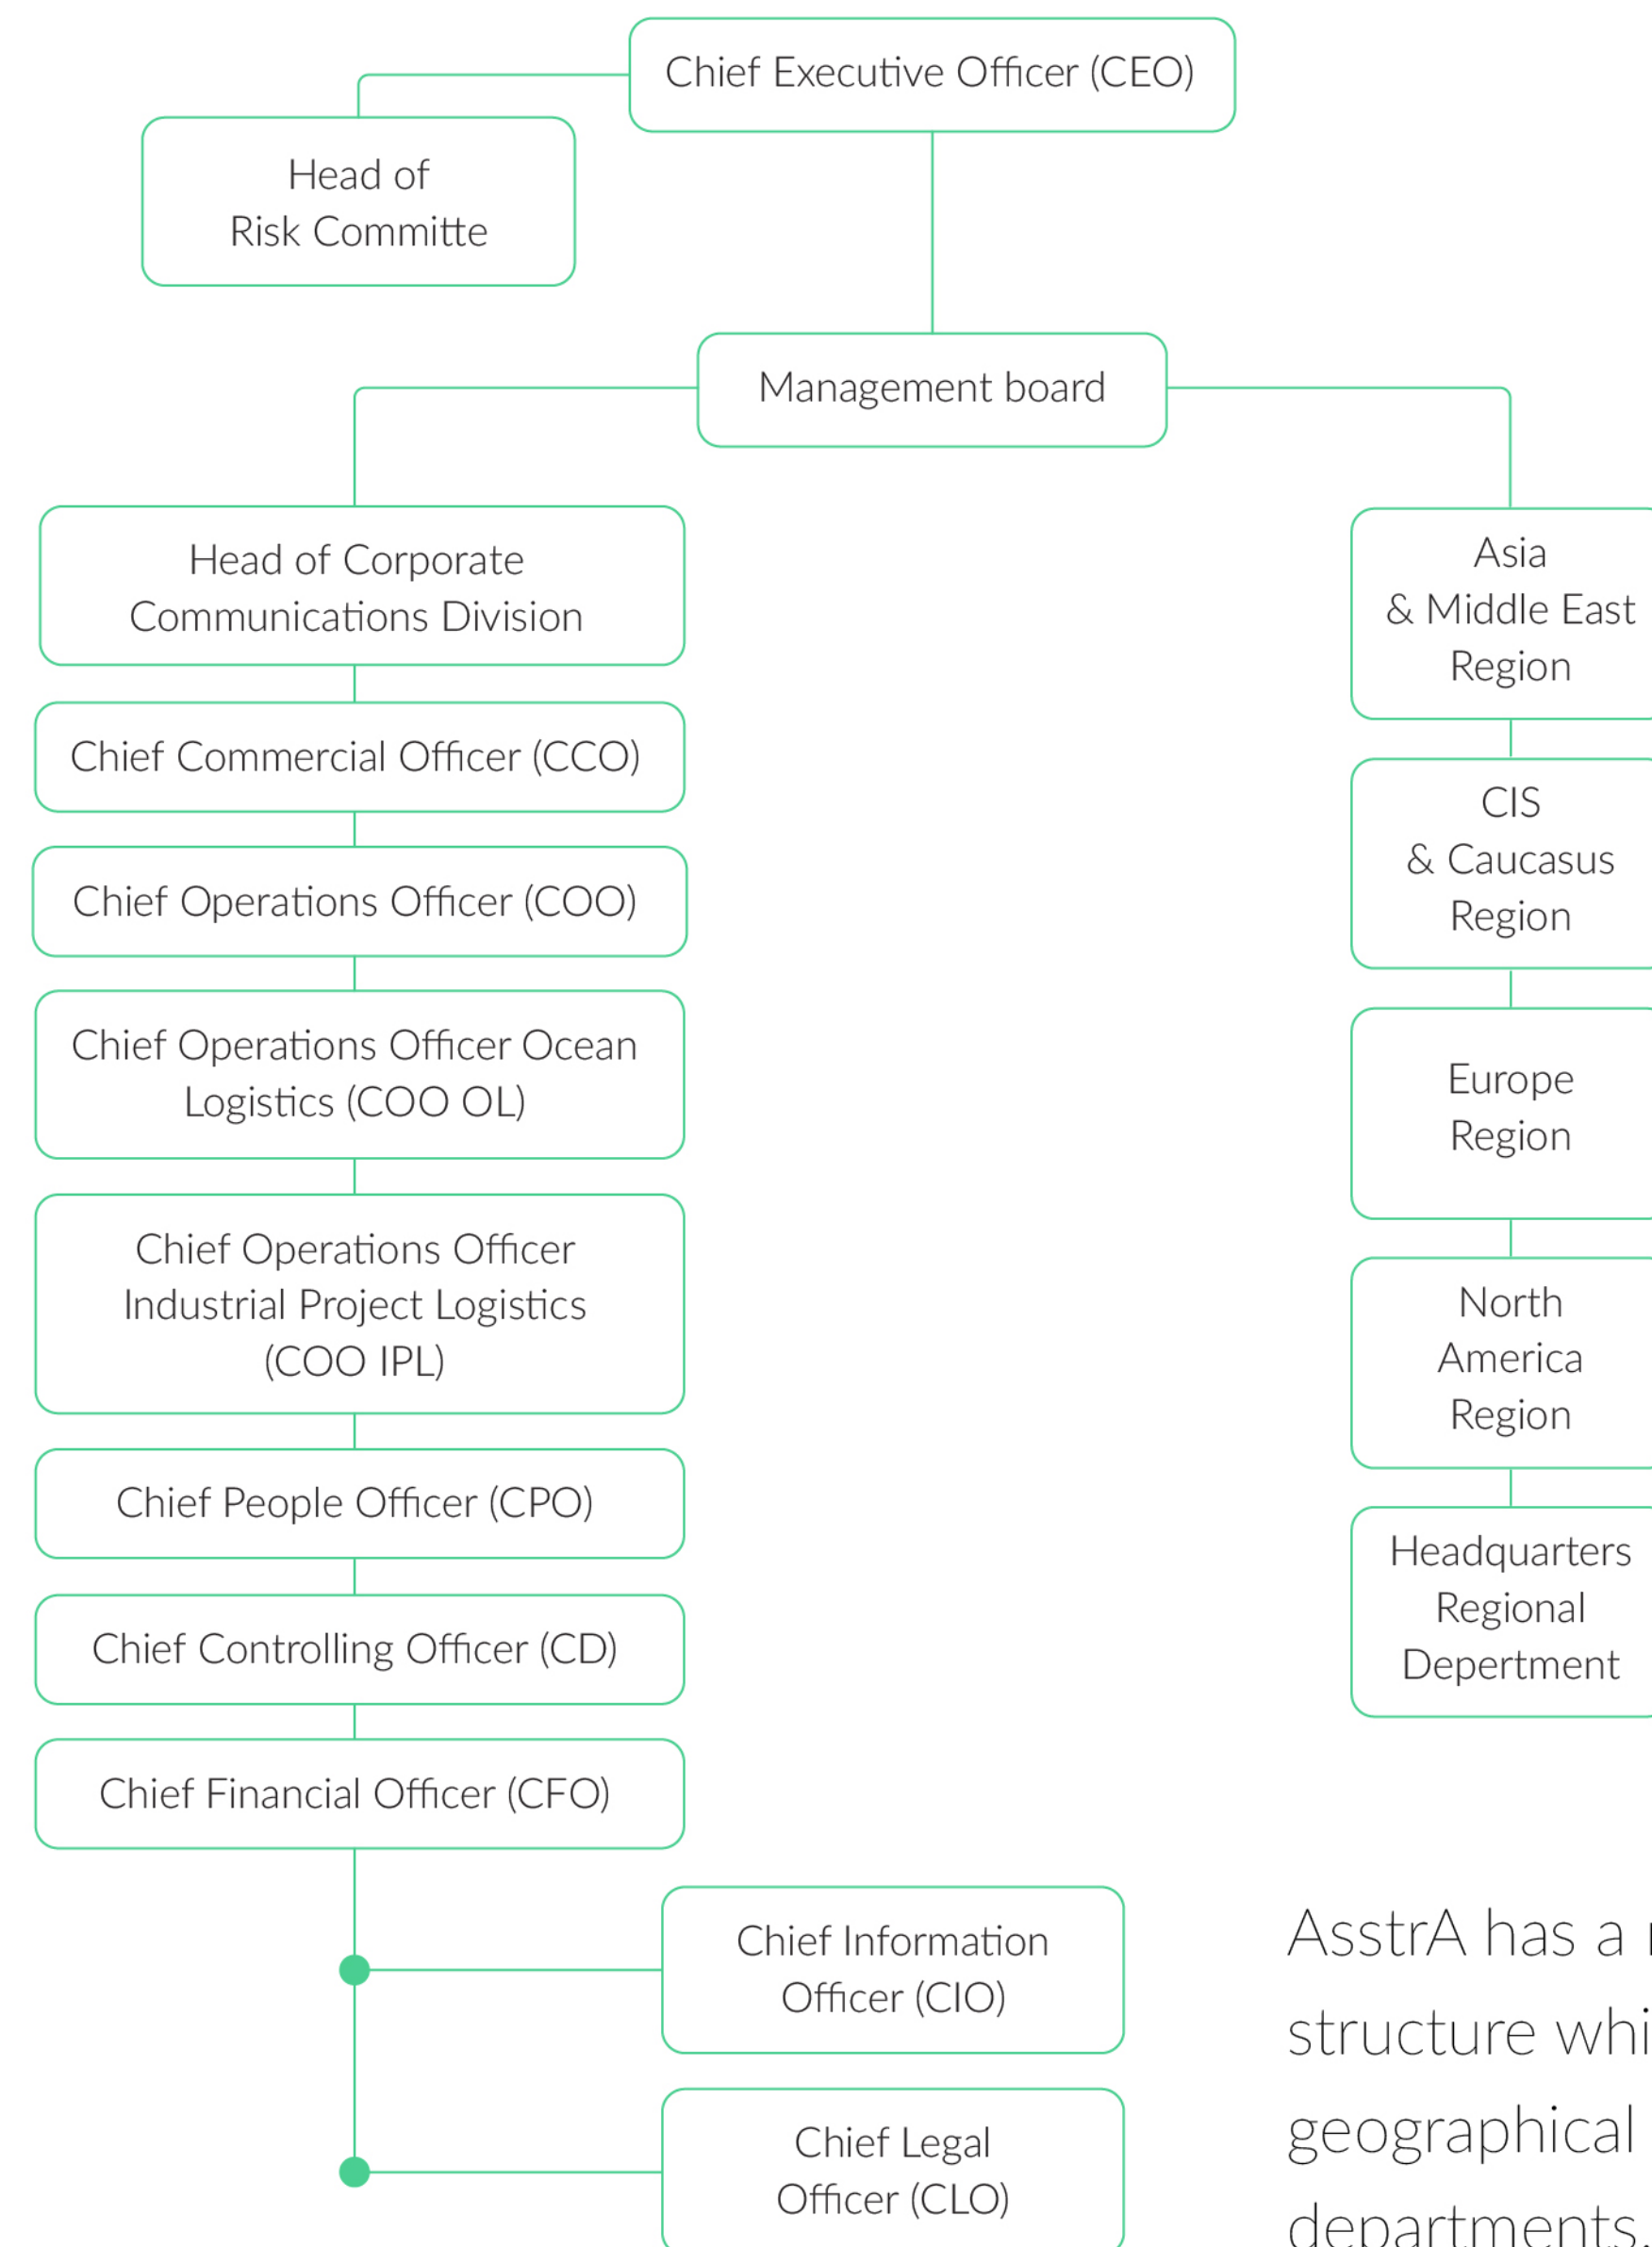 Chief Executive Officer (CEO)
Head of
Risk Committe
Management board
Head of Corporate
Communications Division
Chief Commercial Officer (CCO)
Chief Operations Officer (COO)
Chief Operations Officer Ocean
Logistics (COO OL)
Chief Operations Officer
Industrial Project Logistics
(COO IPL)
Chief People Officer (CPO)
Chief Controlling Officer (CD)
Chief Financial Officer (CFO)
Chief Information
Officer (CIO)
Chief Legal
Officer (CLO)
Asia
& Middle East
Region
CIS
& Caucasus
Region
Europe
Region
North
America
Region
Headquarters
Regional
Depertment
AsstrA has a
structure
geographical
departments.